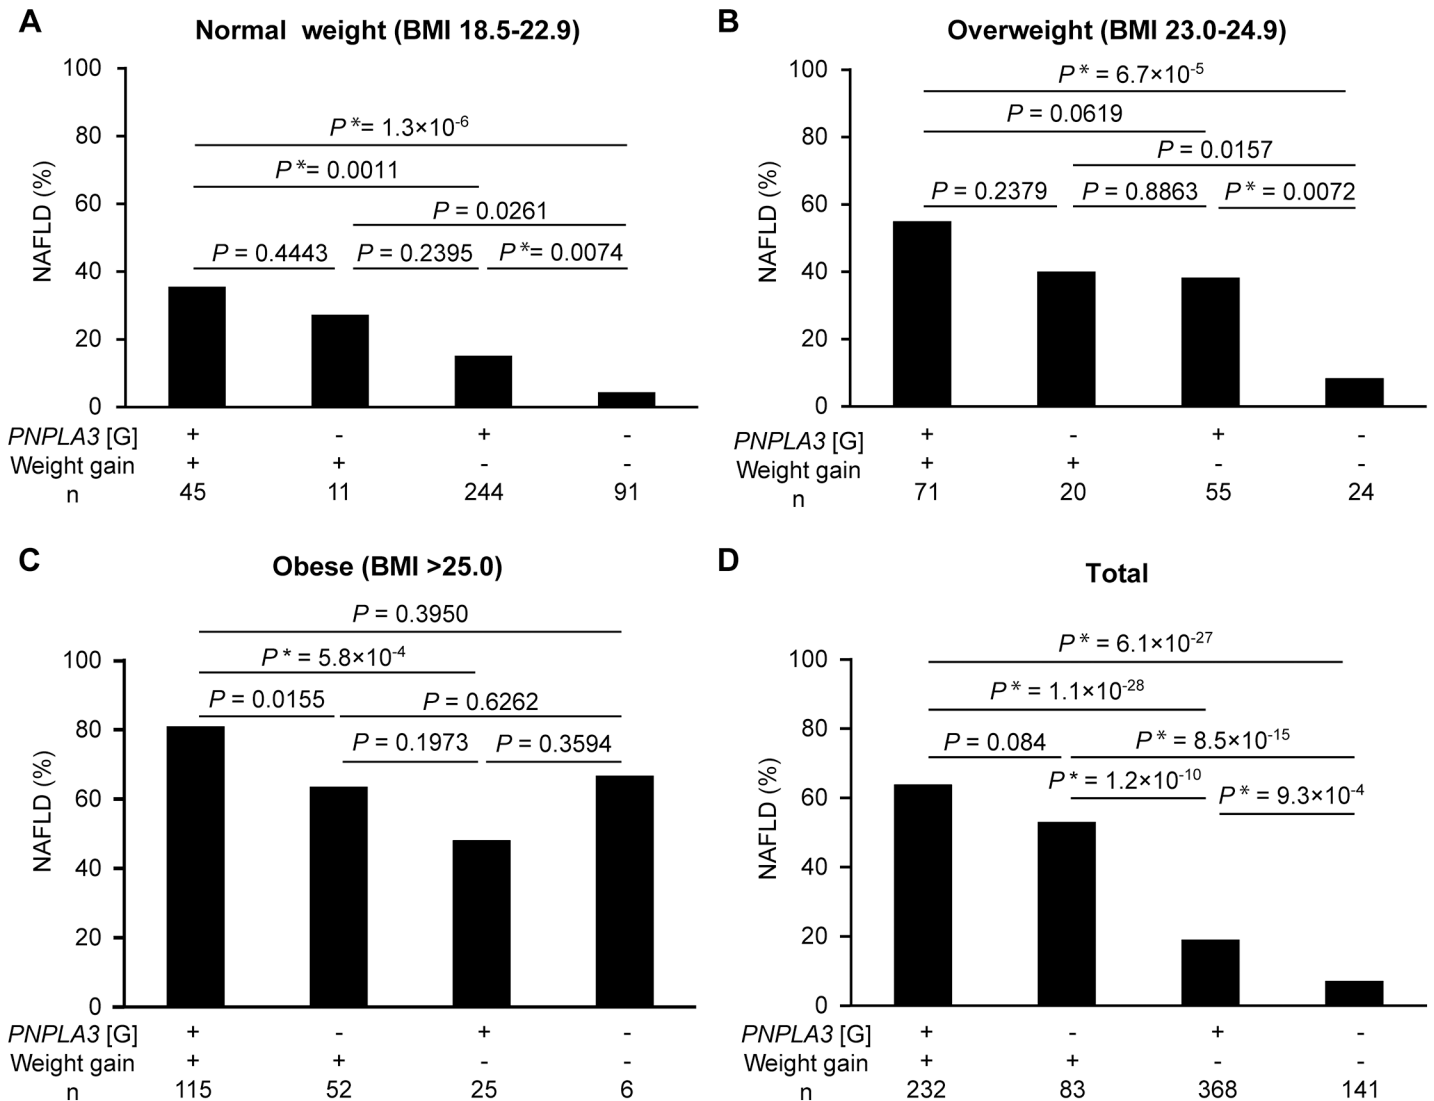 A
Normal weight (BMI 18.5-22.9)
100
80
60
40
20
0
NAFLD (%)
P *= 1.3×10-6
P *= 0.0011
P = 0.0261
P = 0.4443
P = 0.2395
P *= 0.0074
PNPLA3 [G] + - + -
Weight gain + + - -
n 45 11 244 91
B
Overweight (BMI 23.0-24.9)
100
80
60
40
20
0
NAFLD (%)
P * = 6.7×10-5
P = 0.0619
P = 0.0157
P = 0.2379
P = 0.8863
P * = 0.0072
PNPLA3 [G] + - + -
Weight gain + + - -
n 71 20 55 24
C
Obese (BMI >25.0)
100
80
60
40
20
0
NAFLD (%)
P = 0.3950
P * = 5.8×10-4
P = 0.0155
P = 0.6262
P = 0.1973
P = 0.3594
PNPLA3 [G] + - + -
Weight gain + + - -
n 115 52 25 6
D
Total
100
80
60
40
20
0
NAFLD (%)
P * = 6.1×10-27
P * = 1.1×10-28
P = 0.084
P * = 8.5×10-15
P * = 1.2×10-10
P * = 9.3×10-4
PNPLA3 [G] + - + -
Weight gain + + - -
n 232 83 368 141